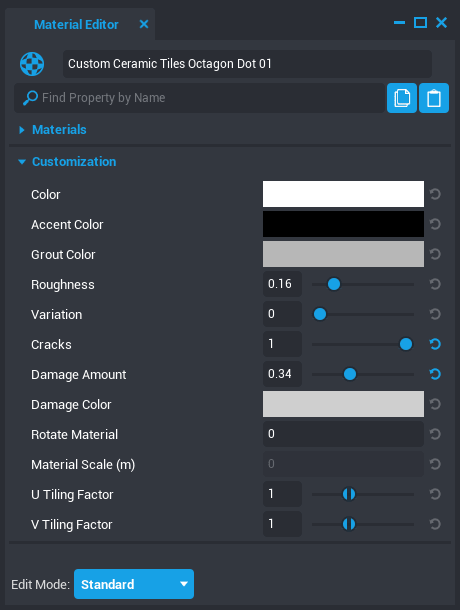 Material Editor
Custom Ceramic Tiles Octagon Dot 01
Find Property by Name
Materials
Customization
Color
Accent Color
Grout Color
Roughness 0.16
Variation 0
Cracks 1
Damage Amount 0.34
Damage Color
Rotate Material 0
Material Scale (m) 0
U Tiling Factor 1
V Tiling Factor 1
Edit Mode: Standard